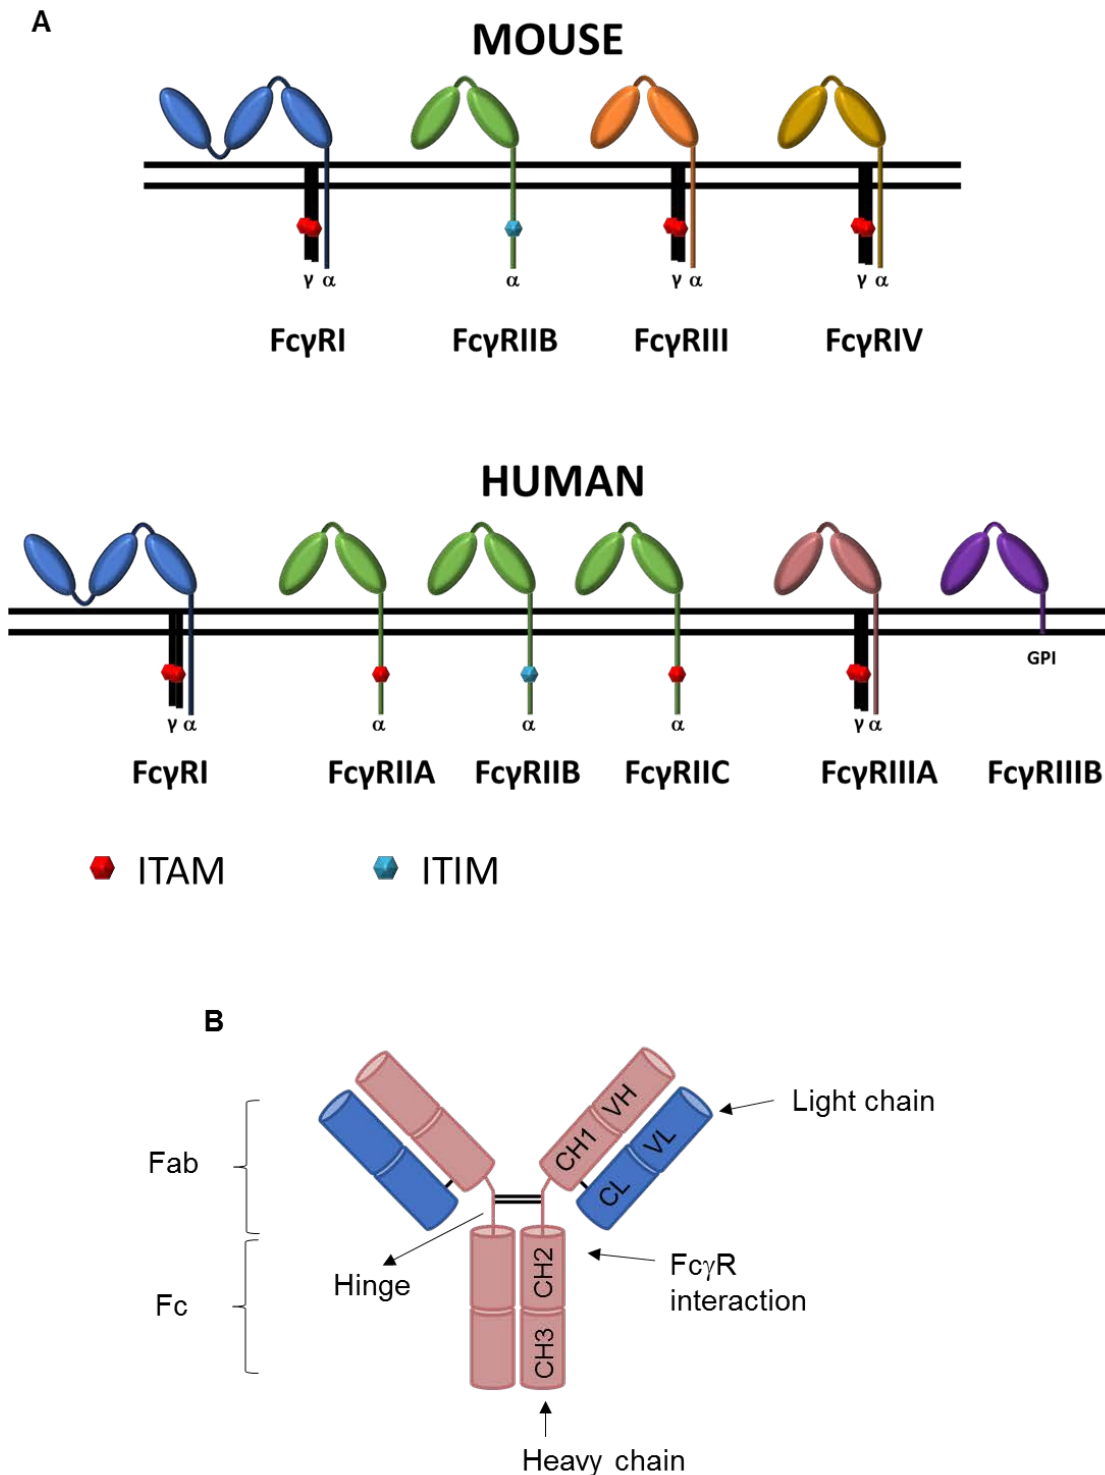 A
MOUSE
γ α
α
γ α
γ α
FcγRI
FcγRIIB
FcγRIII
FcγRIV
HUMAN
GPI
γ α
α
α
α
γ α
FcγRI
FcγRIIA
FcγRIIB
FcγRIIC
FcγRIIIA
FcγRIIIB
ITAM
ITIM
B
Light chain
VH
CH1
VL
CL
Fab
Hinge
CH2
FcγR
interaction
Fc
CH3
Heavy chain